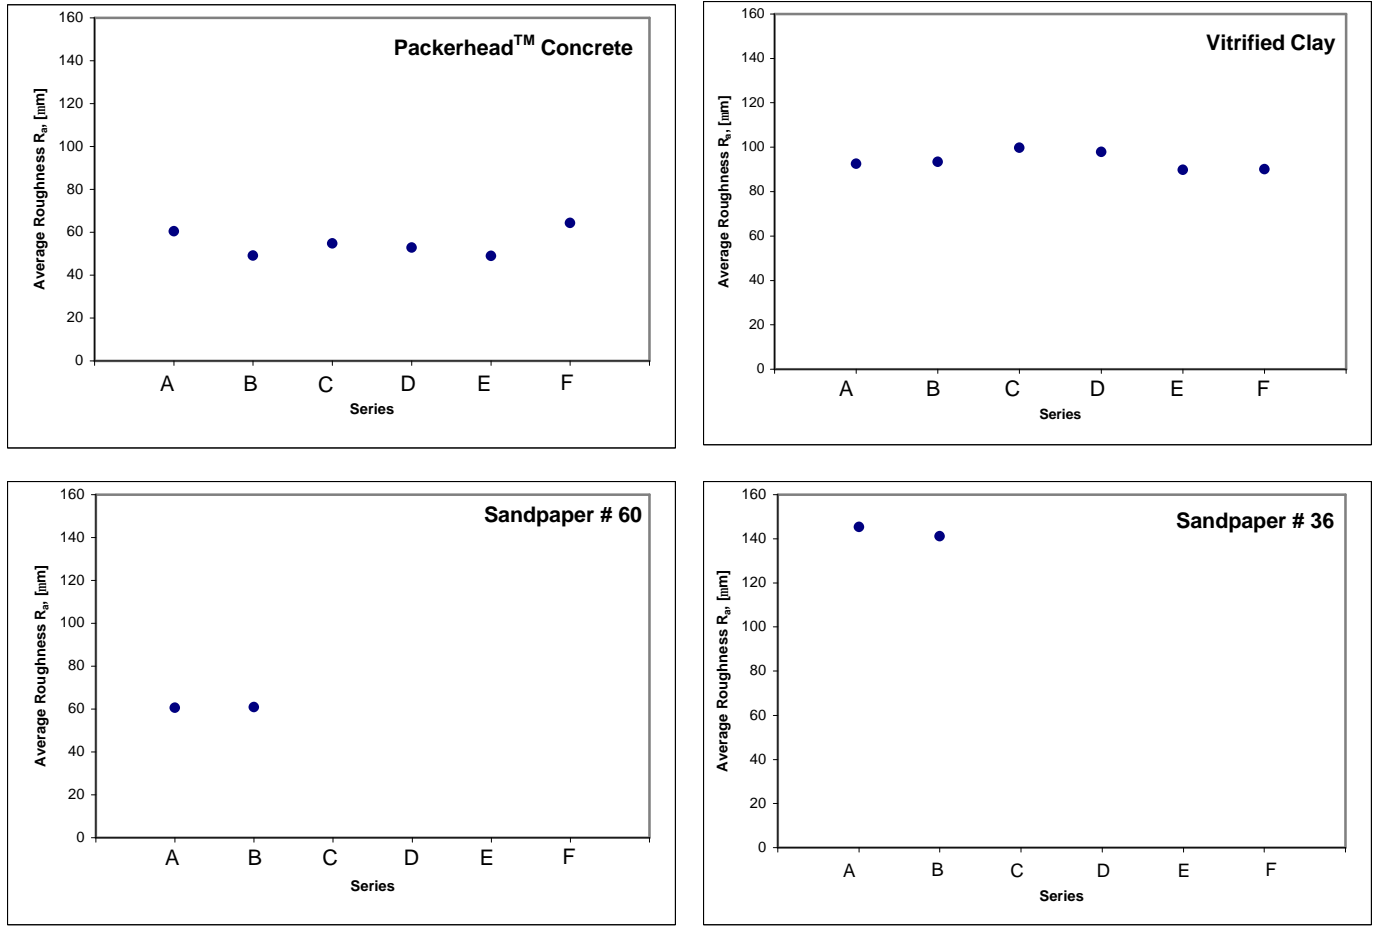 Packerhead™ Concrete
160
140
120
100
80
60
40
20
0
Average Roughness Ra, [mm]
A B C D E F
Series
Vitrified Clay
160
140
120
100
80
60
40
20
0
Average Roughness Ra, [mm]
A B C D E F
Series
Sandpaper # 60
160
140
120
100
80
60
40
20
0
Average Roughness Ra, [mm]
A B C D E F
Series
Sandpaper # 36
160
140
120
100
80
60
40
20
0
Average Roughness Ra, [mm]
A B C D E F
Series